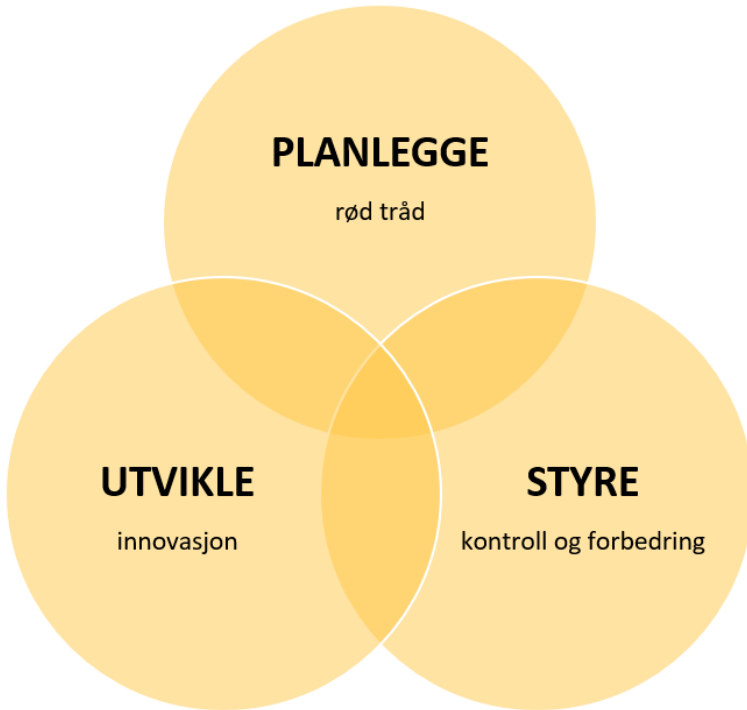 PLANLEGGE
rød tråd
UTVIKLE
innovasjon
STYRE
kontroll og forbedring